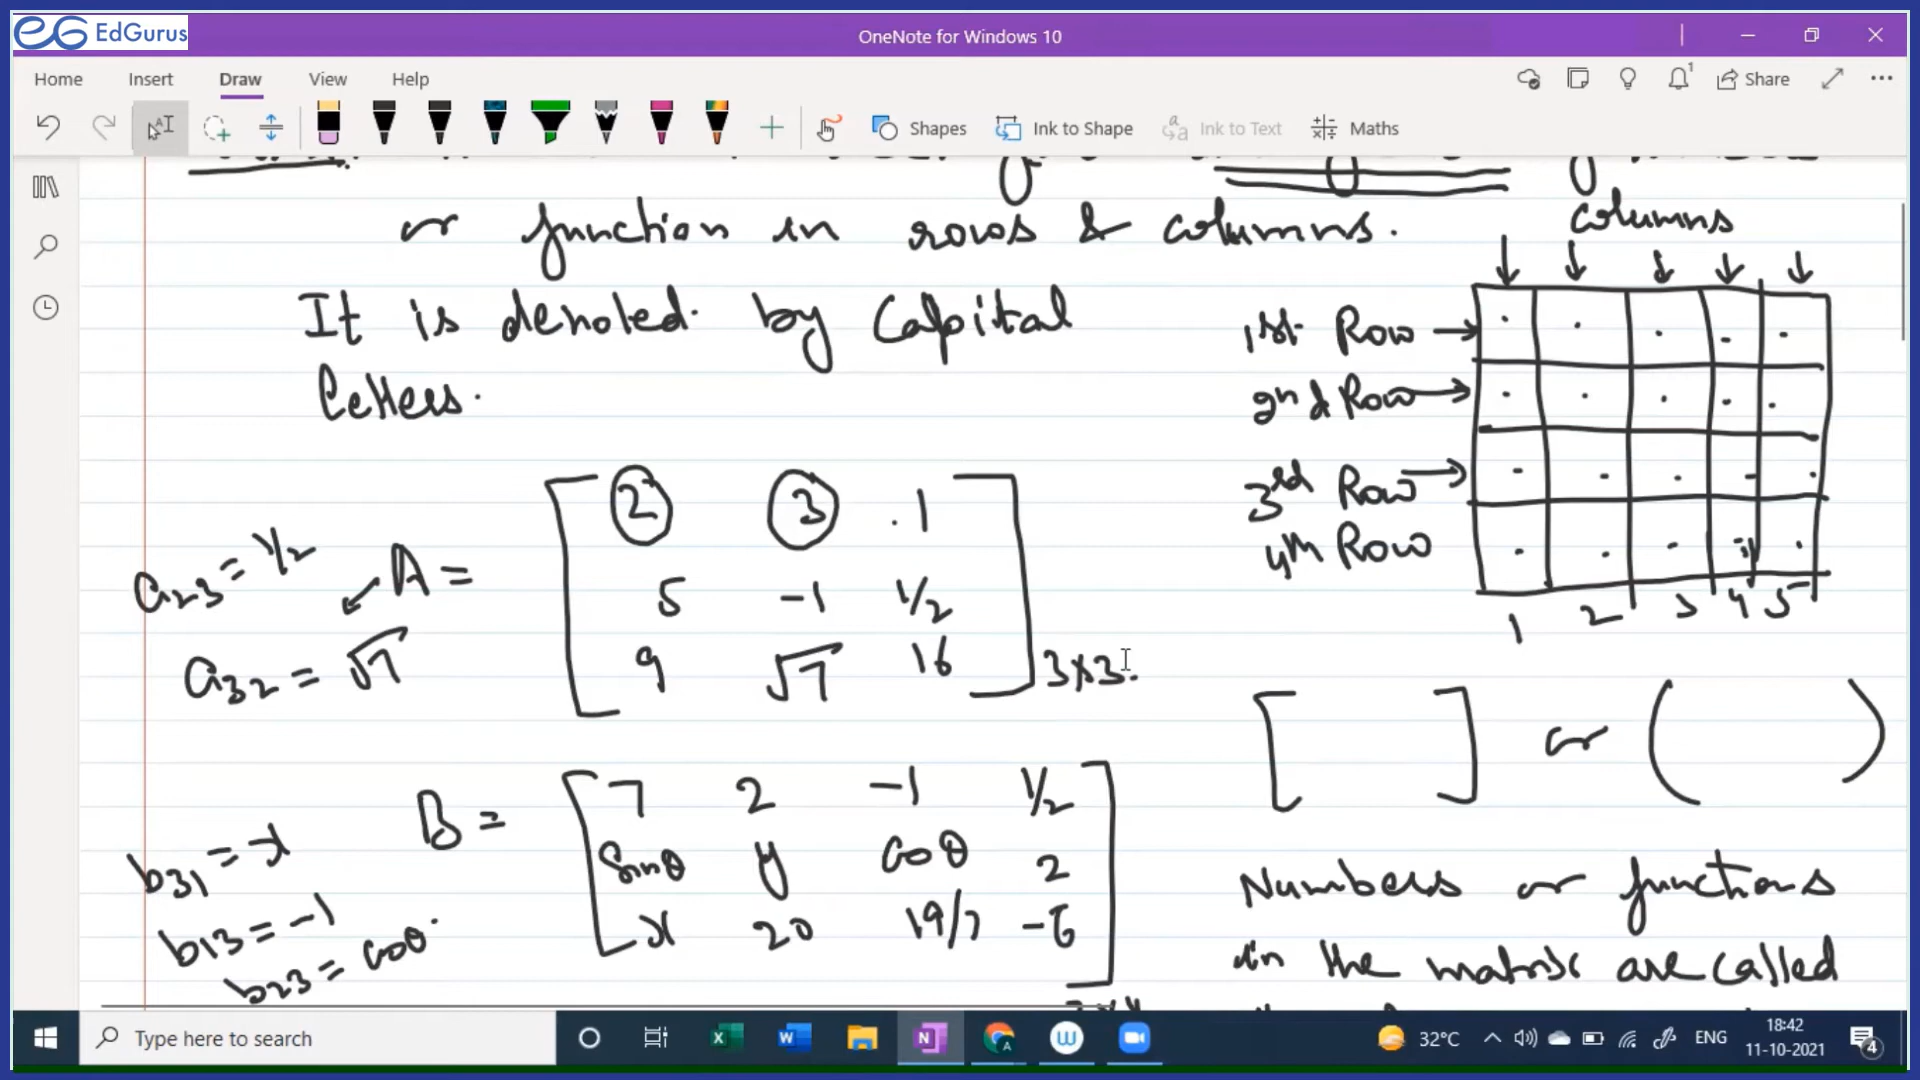 EdGurus
OneNote for Windows 10
Home Insert Draw View Help
Share
Shapes Ink to Shape Ink to Text Maths
or function in rows & columns.
It is denoted by Capital
letters.
columns
1st Row
2nd Row
3rd Row
4th Row
1 2 3 4 5
A =
2 3 1
5 -1 1/2
9 √7 16
3x3.
a23 = 1/2
a32 = √7
[ ] or ( )
B =
7 2 -1 1/2
Sinθ y cosθ 2
x 20 19/7 -6
b31 = x
b13 = -1
b23 = cosθ.
Numbers or functions
in the matrix are called
Type here to search
32°C
ENG
18:42
11-10-2021
4